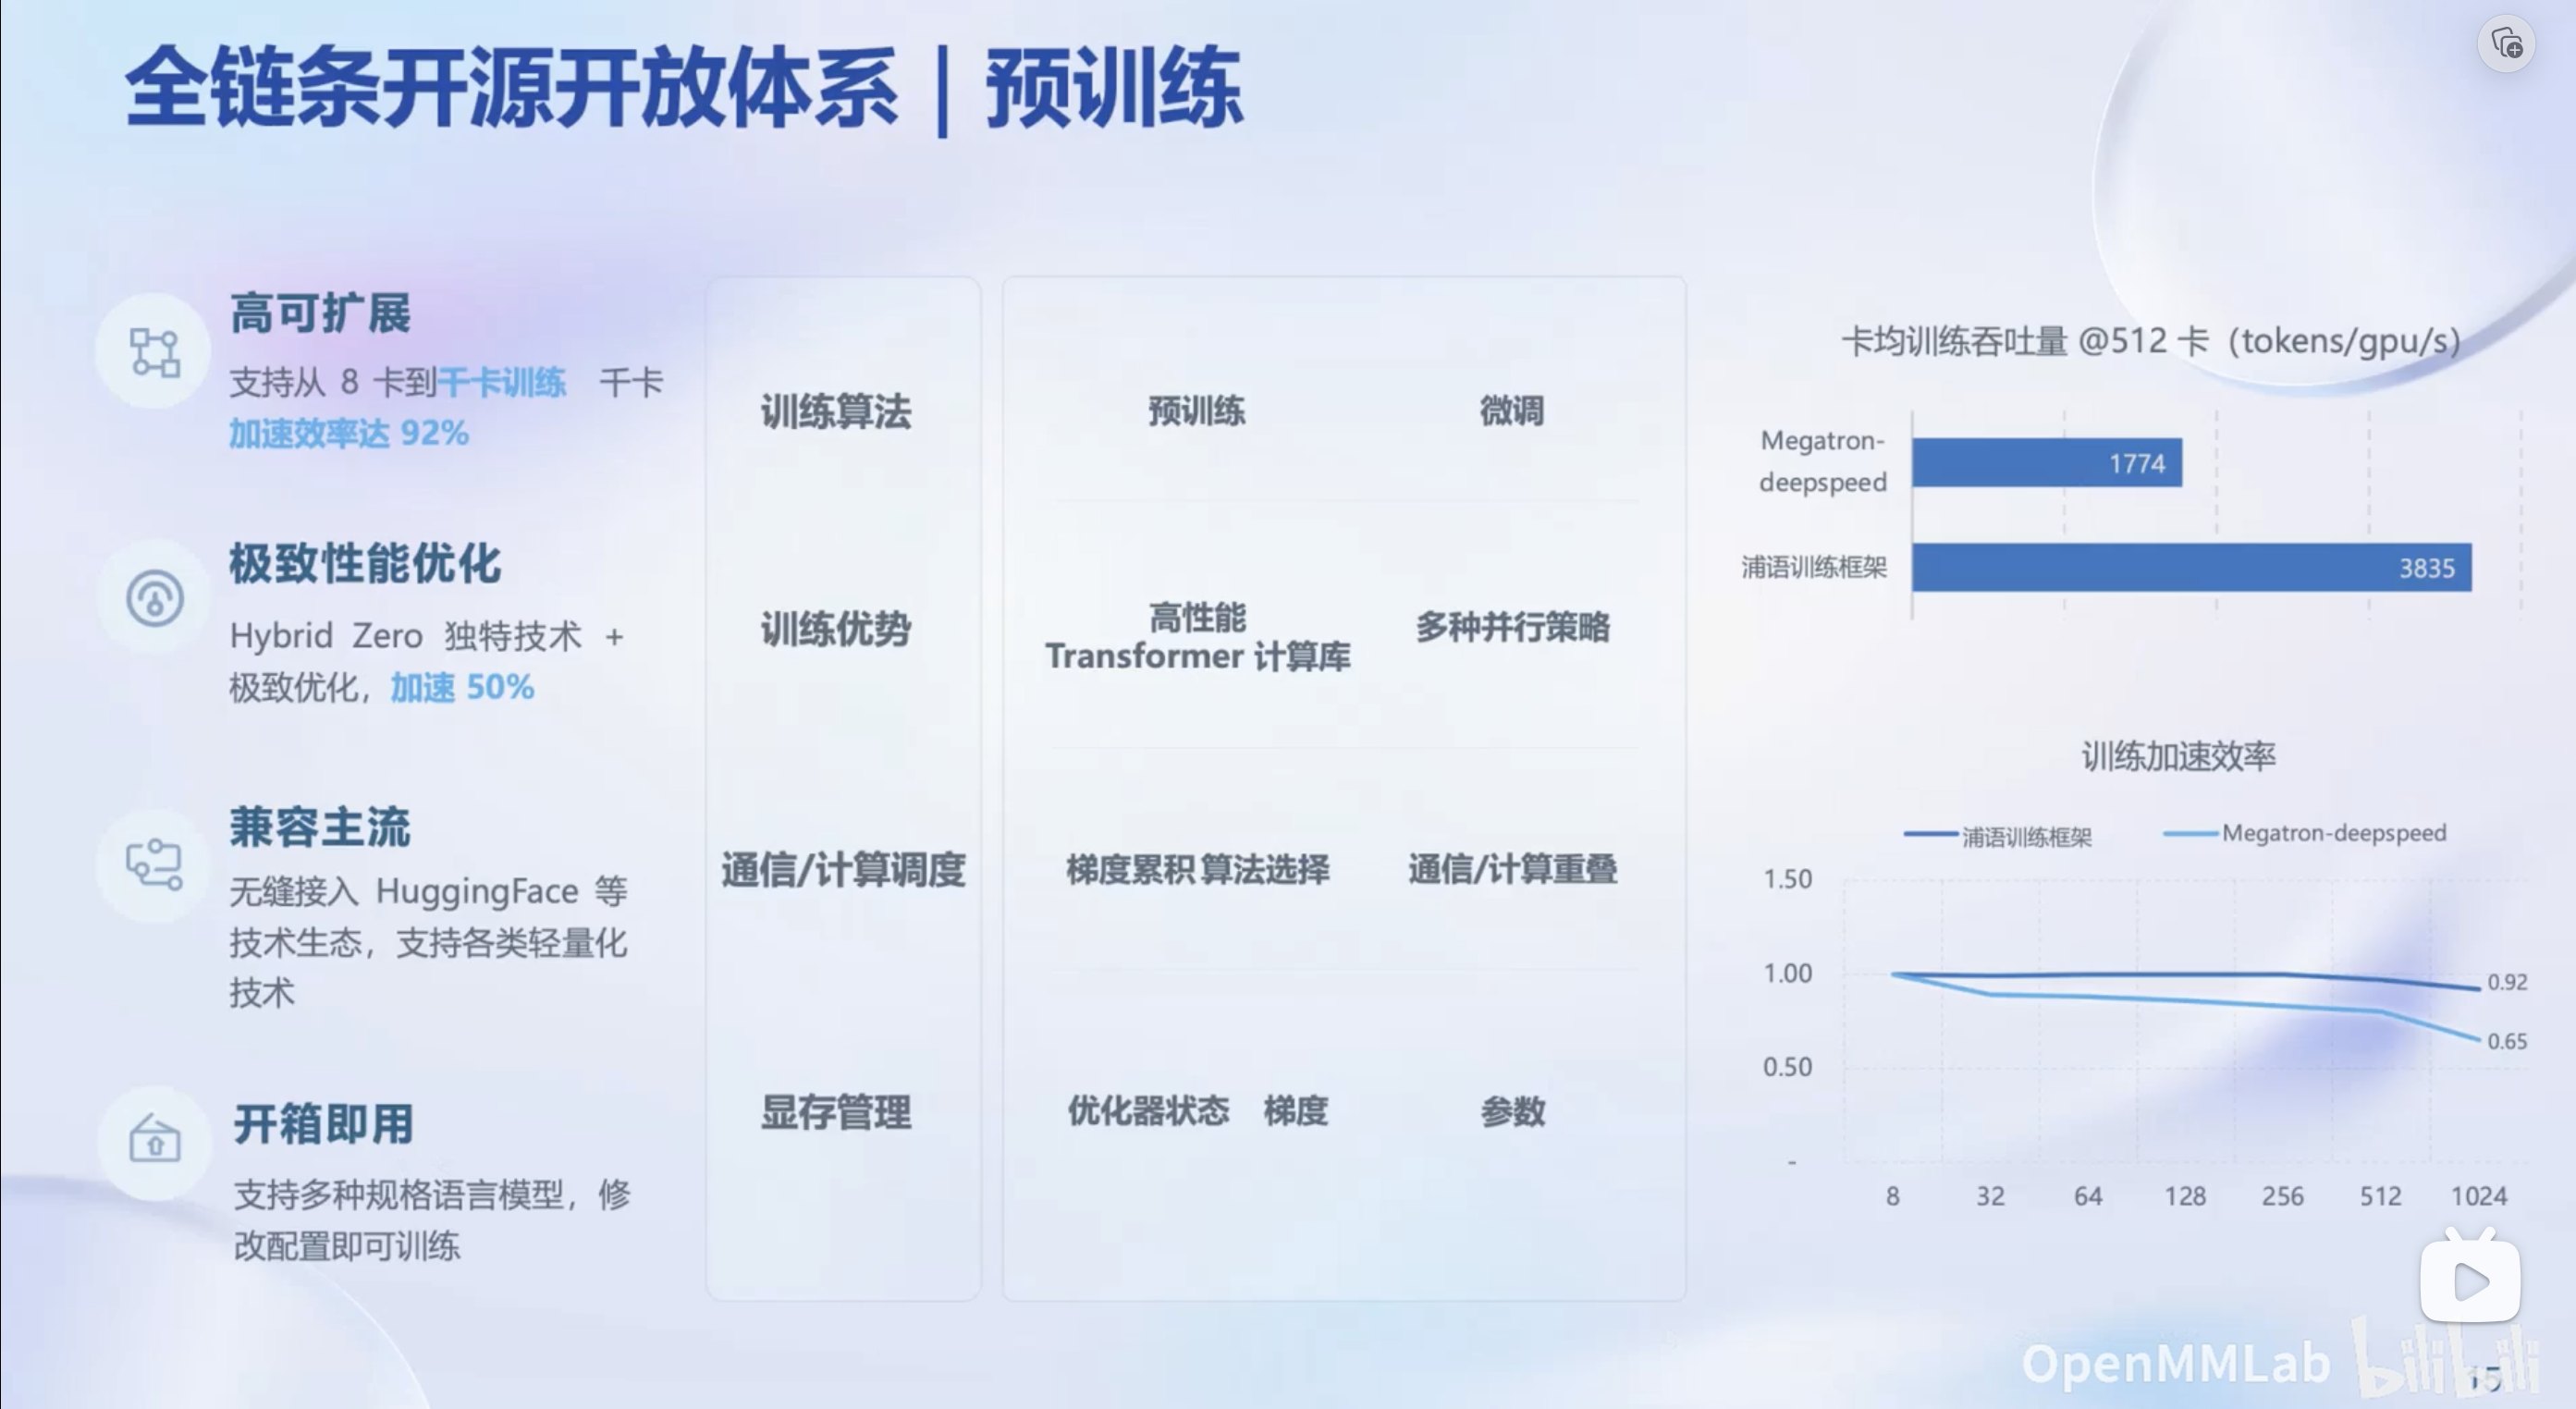 全链条开源开放体系 | 预训练
高可扩展
支持从 8 卡到千卡训练 千卡
加速效率达 92%
极致性能优化
Hybrid Zero 独特技术 +
极致优化，加速 50%
兼容主流
无缝接入 HuggingFace 等
技术生态，支持各类轻量化
技术
开箱即用
支持多种规格语言模型，修
改配置即可训练
训练算法
预训练 微调
训练优势
高性能
Transformer 计算库
多种并行策略
通信/计算调度
梯度累积 算法选择 通信/计算重叠
显存管理
优化器状态 梯度 参数
卡均训练吞吐量 @512 卡（tokens/gpu/s）
Megatron-
deepspeed
1774
浦语训练框架
3835
训练加速效率
浦语训练框架 Megatron-deepspeed
1.50
1.00
0.50
-
0.92
0.65
8 32 64 128 256 512 1024
OpenMMLab bilibili
15